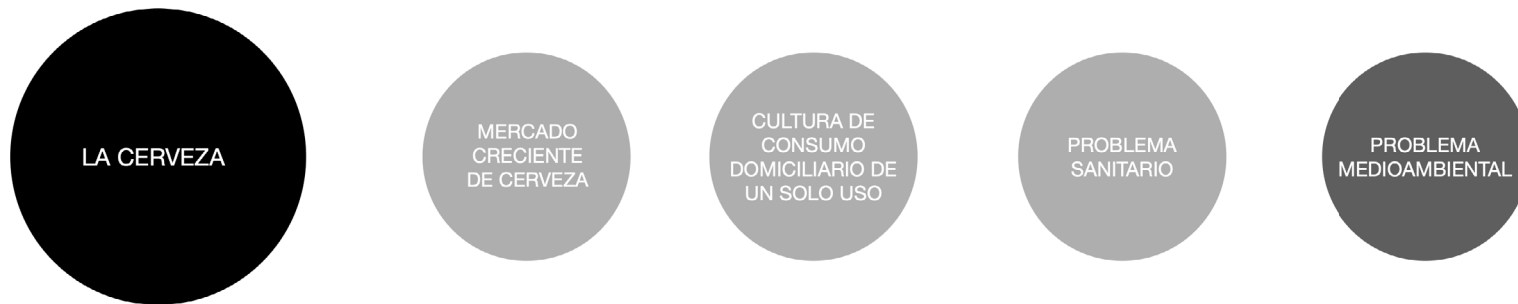 LA CERVEZA
MERCADO
CRECIENTE
DE CERVEZA
CULTURA DE
CONSUMO
DOMICILIARIO DE
UN SOLO USO
PROBLEMA
SANITARIO
PROBLEMA
MEDIOAMBIENTAL